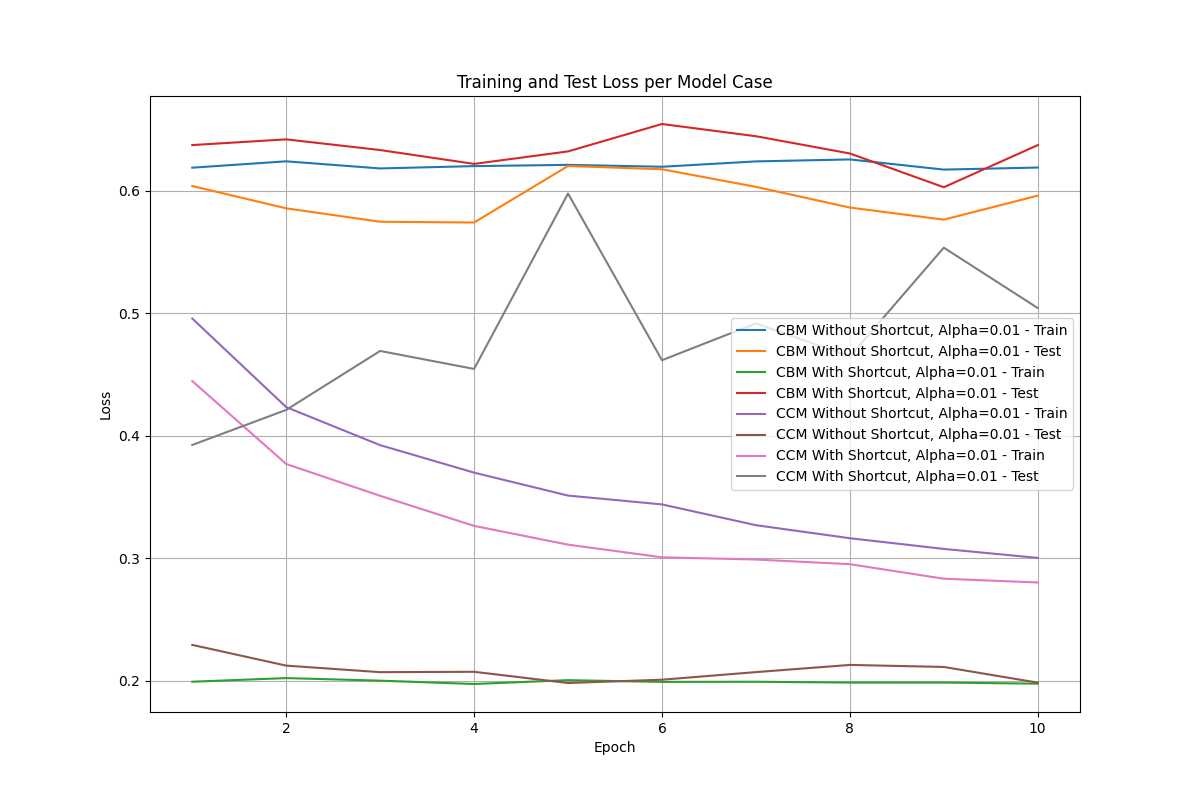 Training and Test Loss per Model Case
Loss
0.6
0.5
0.4
0.3
0.2
CBM Without Shortcut, Alpha=0.01 - Train
CBM Without Shortcut, Alpha=0.01 - Test
CBM With Shortcut, Alpha=0.01 - Train
CBM With Shortcut, Alpha=0.01 - Test
CCM Without Shortcut, Alpha=0.01 - Train
CCM Without Shortcut, Alpha=0.01 - Test
CCM With Shortcut, Alpha=0.01 - Train
CCM With Shortcut, Alpha=0.01 - Test
2 4 6 8 10
Epoch